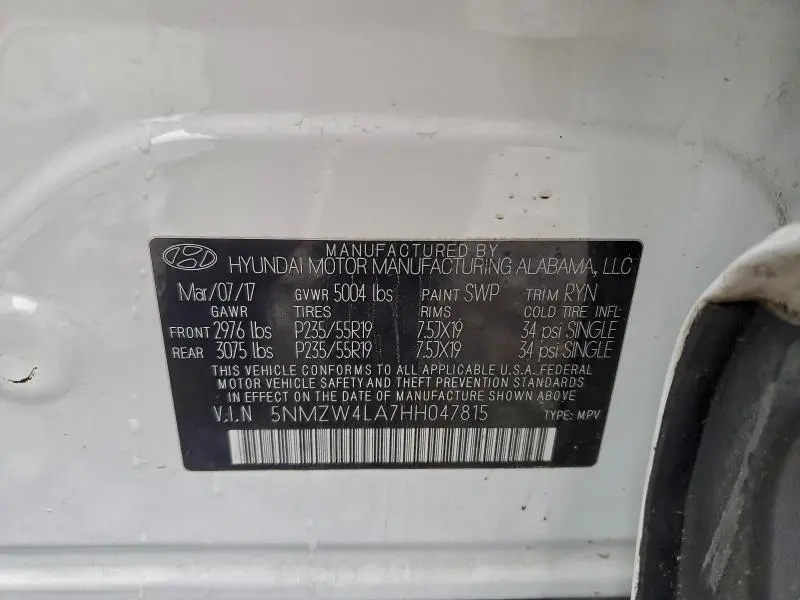 MANUFACTURED BY
HYUNDAI MOTOR MANUFACTURING ALABAMA, LLC
Mar/07/17 GVWR 5004 lbs PAINT SWP TRIM RYN
GAWR TIRES RIMS COLD TIRE INFL.
FRONT 2976 lbs P235/55R19 7.5JX19 34 psi SINGLE
REAR 3075 lbs P235/55R19 7.5JX19 34 psi SINGLE
THIS VEHICLE CONFORMS TO ALL APPLICABLE U.S.A. FEDERAL
MOTOR VEHICLE SAFETY AND THEFT PREVENTION STANDARDS
IN EFFECT ON THE DATE OF MANUFACTURE SHOWN ABOVE.
V.I.N 5NMZW4LA7HH047815 TYPE: MPV